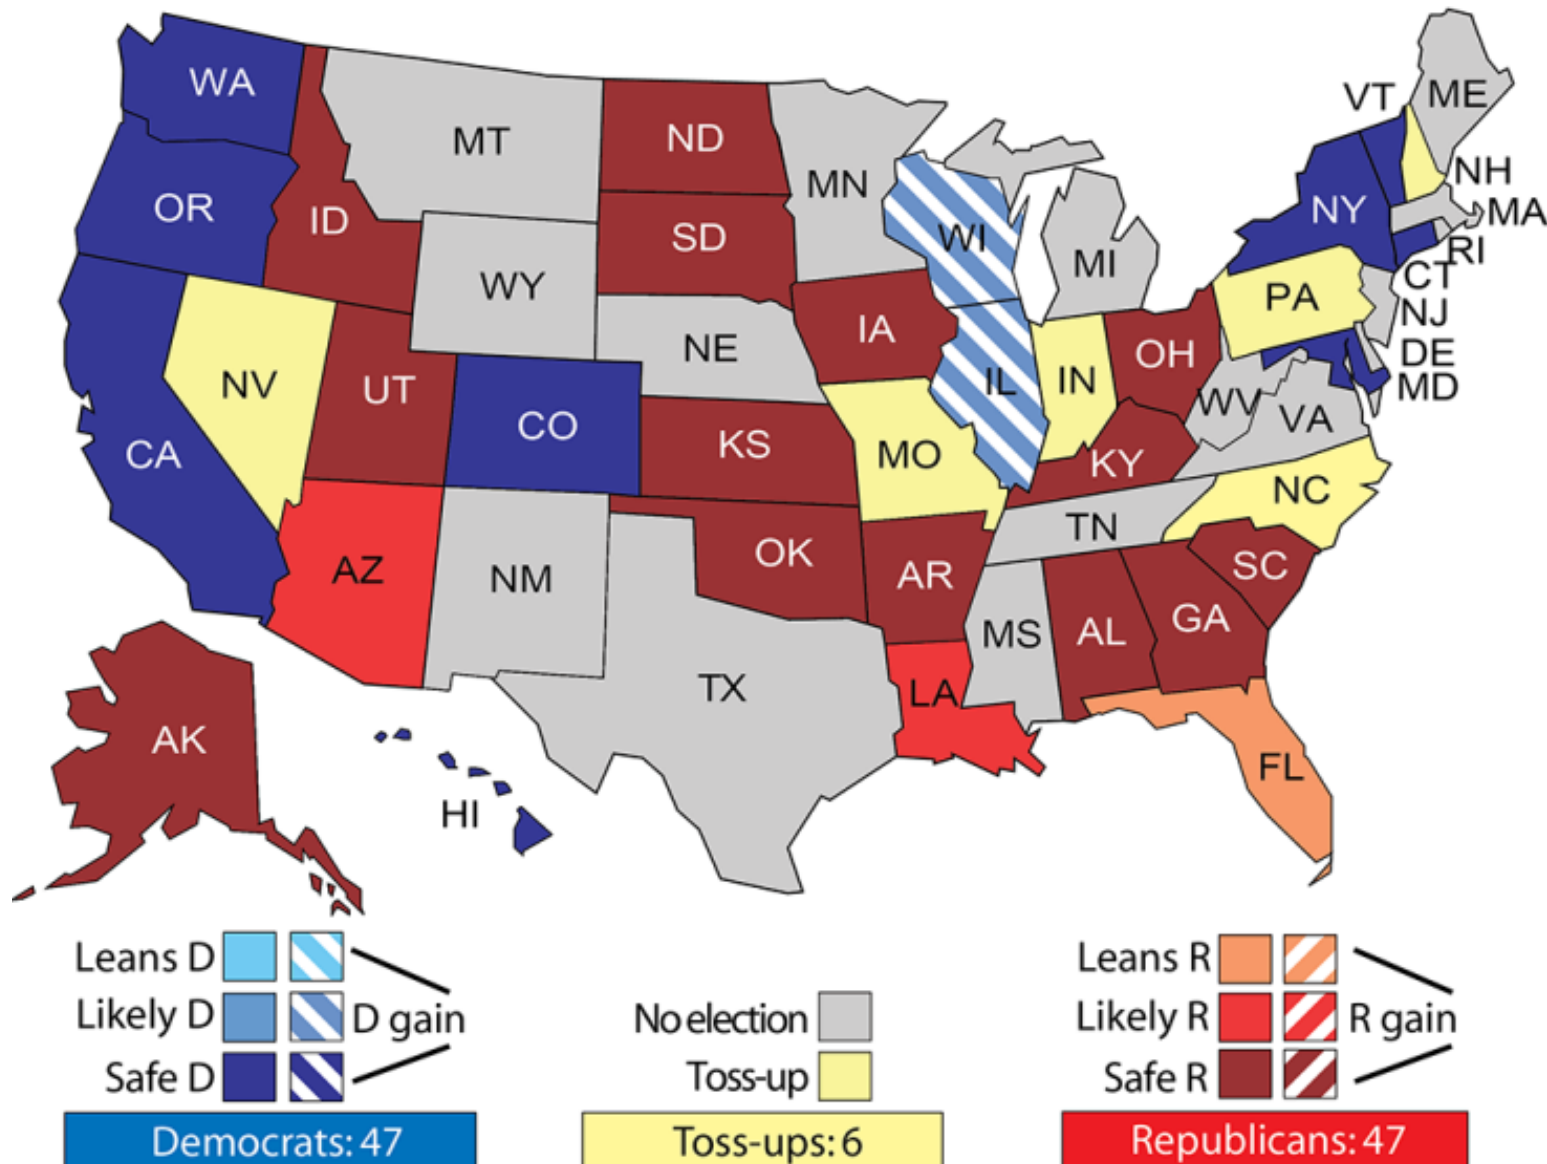 WA
MT
ND
MN
VT
ME
OR
ID
SD
WI
MI
NY
NH
MA
RI
CT
WY
IA
PA
NJ
NV
UT
NE
IL
IN
OH
DE
MD
CA
CO
KS
MO
KY
WV
VA
AZ
NM
OK
AR
TN
NC
SC
TX
LA
MS
AL
GA
AK
HI
FL
Leans D
Likely D
D gain
Safe D
Democrats: 47
No election
Toss-up
Toss-ups: 6
Leans R
Likely R
R gain
Safe R
Republicans: 47